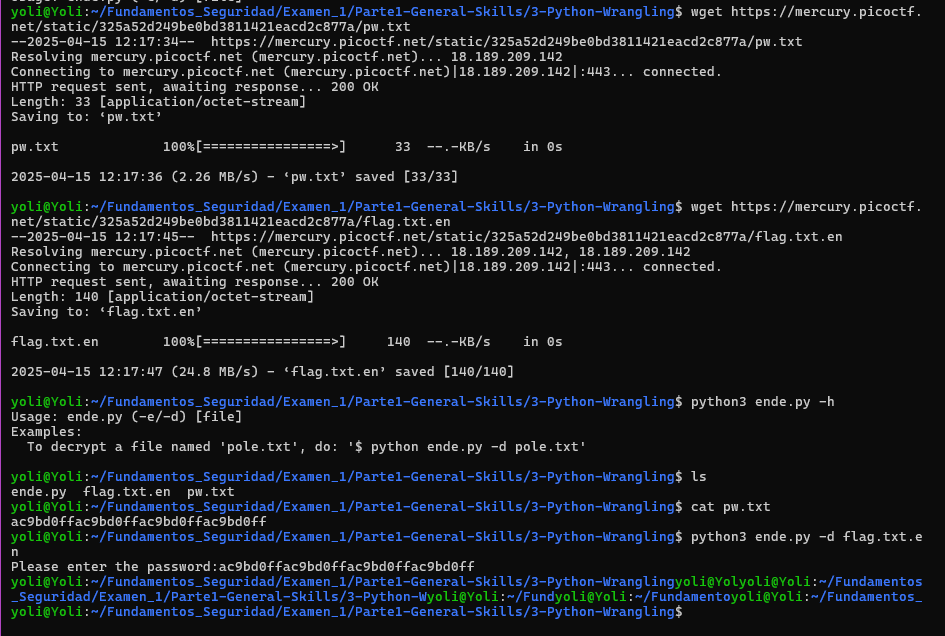 yoli@Yoli:~/Fundamentos_Seguridad/Examen_1/Parte1-General-Skills/3-Python-Wrangling$ wget https://mercury.picoctf.
net/static/325a52d249be0bd3811421eacd2c877a/pw.txt
--2025-04-15 12:17:34--  https://mercury.picoctf.net/static/325a52d249be0bd3811421eacd2c877a/pw.txt
Resolving mercury.picoctf.net (mercury.picoctf.net)... 18.189.209.142
Connecting to mercury.picoctf.net (mercury.picoctf.net)|18.189.209.142|:443... connected.
HTTP request sent, awaiting response... 200 OK
Length: 33 [application/octet-stream]
Saving to: ‘pw.txt’
pw.txt             100%[================>]      33  --.-KB/s    in 0s
2025-04-15 12:17:36 (2.26 MB/s) - ‘pw.txt’ saved [33/33]
yoli@Yoli:~/Fundamentos_Seguridad/Examen_1/Parte1-General-Skills/3-Python-Wrangling$ wget https://mercury.picoctf.
net/static/325a52d249be0bd3811421eacd2c877a/flag.txt.en
--2025-04-15 12:17:45--  https://mercury.picoctf.net/static/325a52d249be0bd3811421eacd2c877a/flag.txt.en
Resolving mercury.picoctf.net (mercury.picoctf.net)... 18.189.209.142, 18.189.209.142
Connecting to mercury.picoctf.net (mercury.picoctf.net)|18.189.209.142|:443... connected.
HTTP request sent, awaiting response... 200 OK
Length: 140 [application/octet-stream]
Saving to: ‘flag.txt.en’
flag.txt.en        100%[================>]     140  --.-KB/s    in 0s
2025-04-15 12:17:47 (24.8 MB/s) - ‘flag.txt.en’ saved [140/140]
yoli@Yoli:~/Fundamentos_Seguridad/Examen_1/Parte1-General-Skills/3-Python-Wrangling$ python3 ende.py -h
Usage: ende.py (-e/-d) [file]
Examples:
  To decrypt a file named 'pole.txt', do: '$ python ende.py -d pole.txt'
yoli@Yoli:~/Fundamentos_Seguridad/Examen_1/Parte1-General-Skills/3-Python-Wrangling$ ls
ende.py  flag.txt.en  pw.txt
yoli@Yoli:~/Fundamentos_Seguridad/Examen_1/Parte1-General-Skills/3-Python-Wrangling$ cat pw.txt
ac9bd0ffac9bd0ffac9bd0ffac9bd0ff
yoli@Yoli:~/Fundamentos_Seguridad/Examen_1/Parte1-General-Skills/3-Python-Wrangling$ python3 ende.py -d flag.txt.e
n
Please enter the password:ac9bd0ffac9bd0ffac9bd0ffac9bd0ff
yoli@Yoli:~/Fundamentos_Seguridad/Examen_1/Parte1-General-Skills/3-Python-Wranglingyoli@Yolyoli@Yoli:~/Fundamentos
_Seguridad/Examen_1/Parte1-General-Skills/3-Python-Wyoli@Yoli:~/Fundyoli@Yoli:~/Fundamentoyoli@Yoli:~/Fundamentos_
yoli@Yoli:~/Fundamentos_Seguridad/Examen_1/Parte1-General-Skills/3-Python-Wrangling$